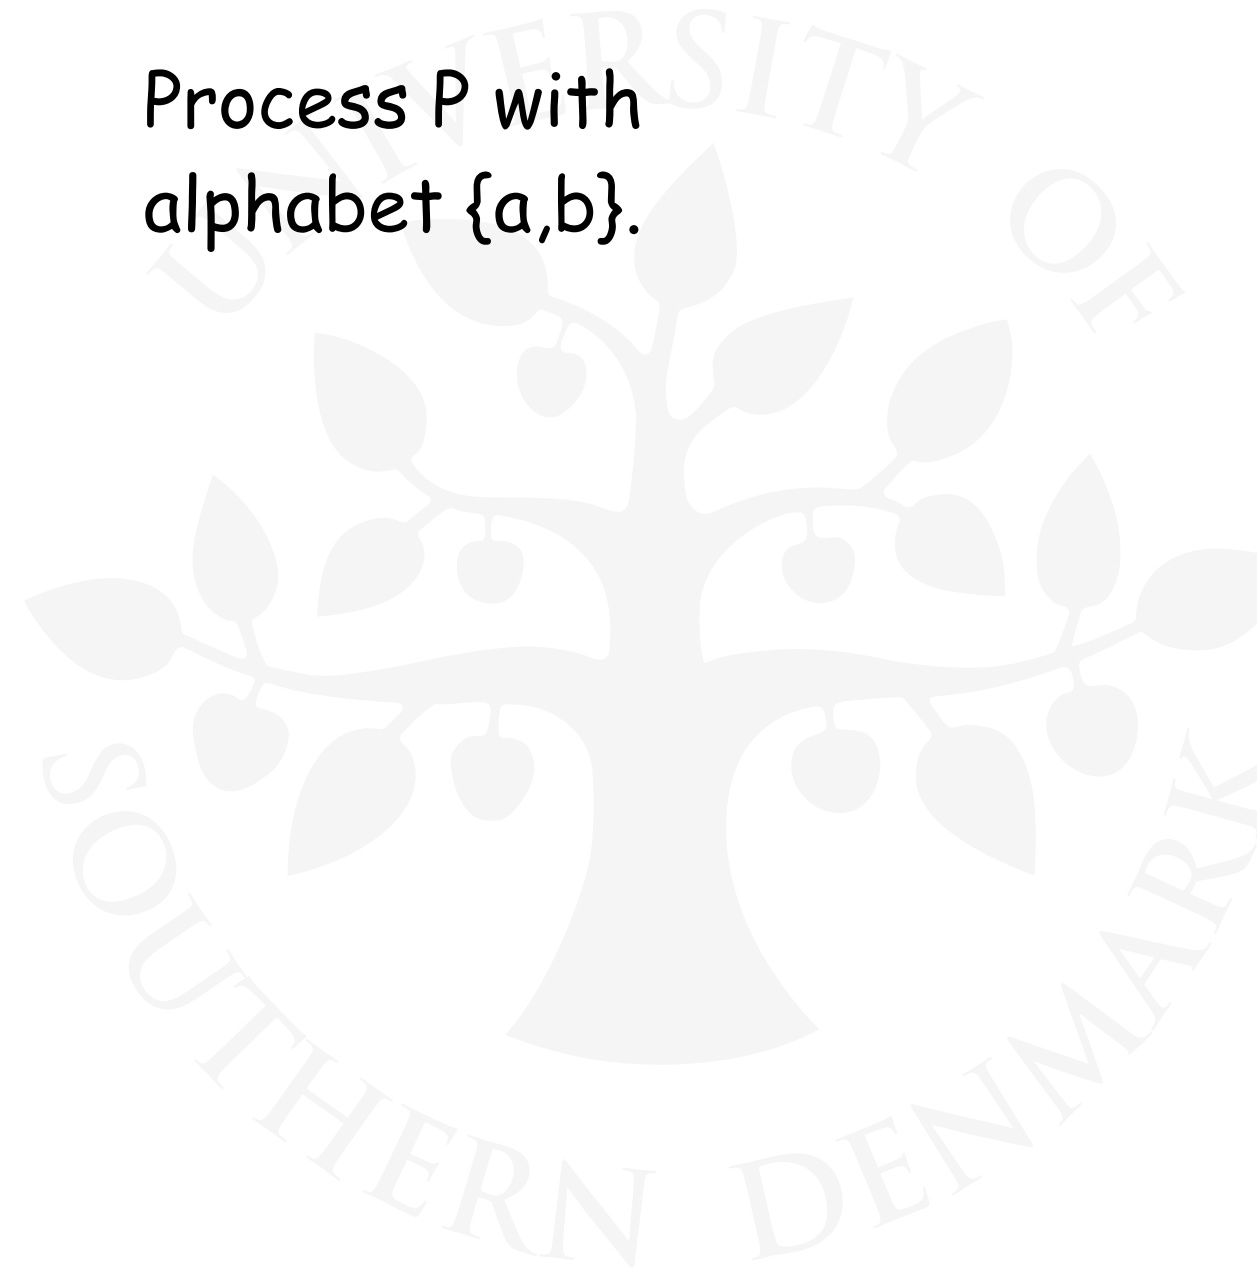 UNIVERSITY OF
Process P with
alphabet {a,b}.
SOUTHERN DENMARK